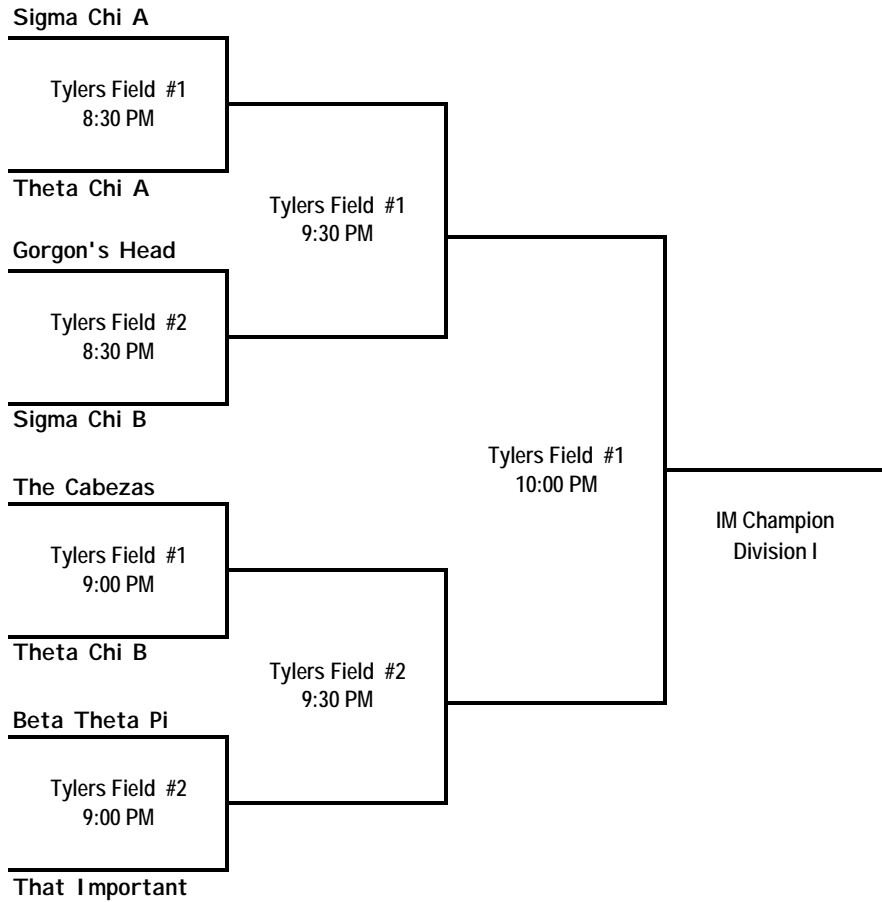 Sigma Chi A
Tylers Field #1
8:30 PM
Theta Chi A
Tylers Field #1
9:30 PM
Gorgon's Head
Tylers Field #2
8:30 PM
Sigma Chi B
Tylers Field #1
10:00 PM
The Cabezas
IM Champion
Division I
Tylers Field #1
9:00 PM
Theta Chi B
Tylers Field #2
9:30 PM
Beta Theta Pi
Tylers Field #2
9:00 PM
That Important